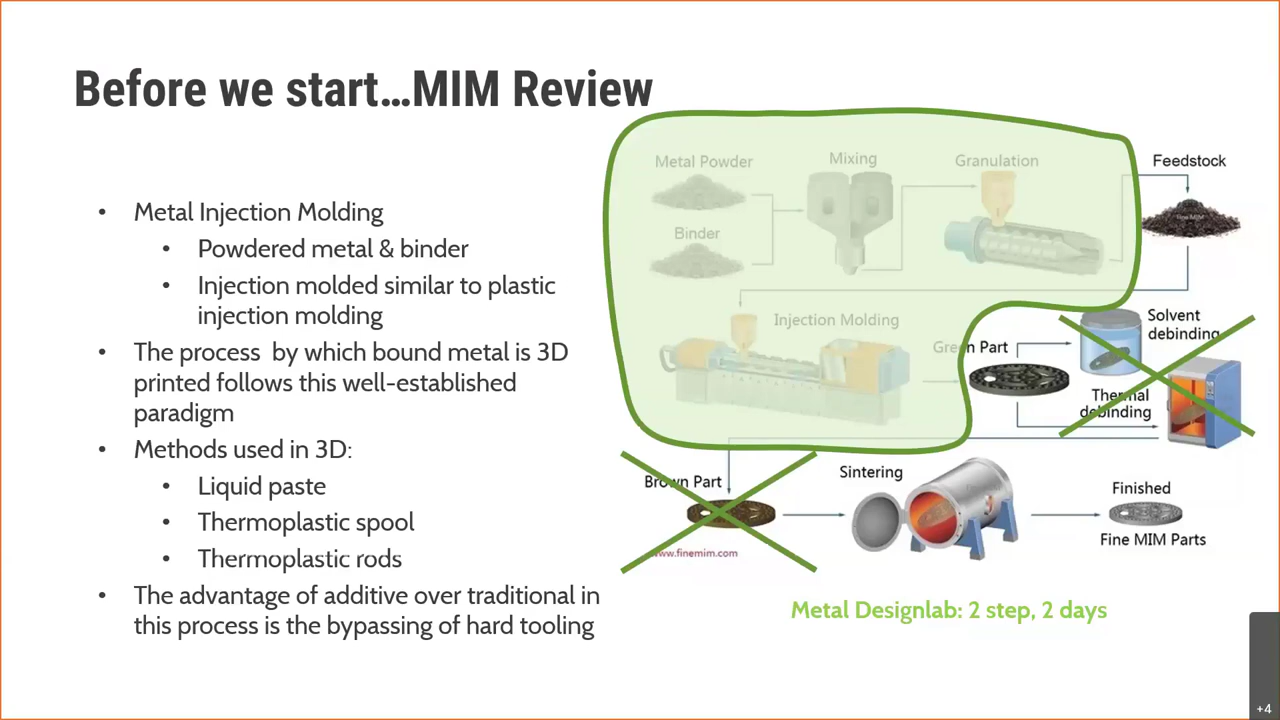 Before we start...MIM Review
• Metal Injection Molding
• Powdered metal & binder
• Injection molded similar to plastic
injection molding
• The process by which bound metal is 3D
printed follows this well-established
paradigm
• Methods used in 3D:
• Liquid paste
• Thermoplastic spool
• Thermoplastic rods
• The advantage of additive over traditional in
this process is the bypassing of hard tooling
Metal Powder
Mixing
Granulation
Feedstock
Fine MIM
Binder
Injection Molding
Solvent
debinding
Green Part
Thermal
debinding
Brown Part
Sintering
Finished
Fine MIM Parts
www.finemim.com
Metal Designlab: 2 step, 2 days
+4